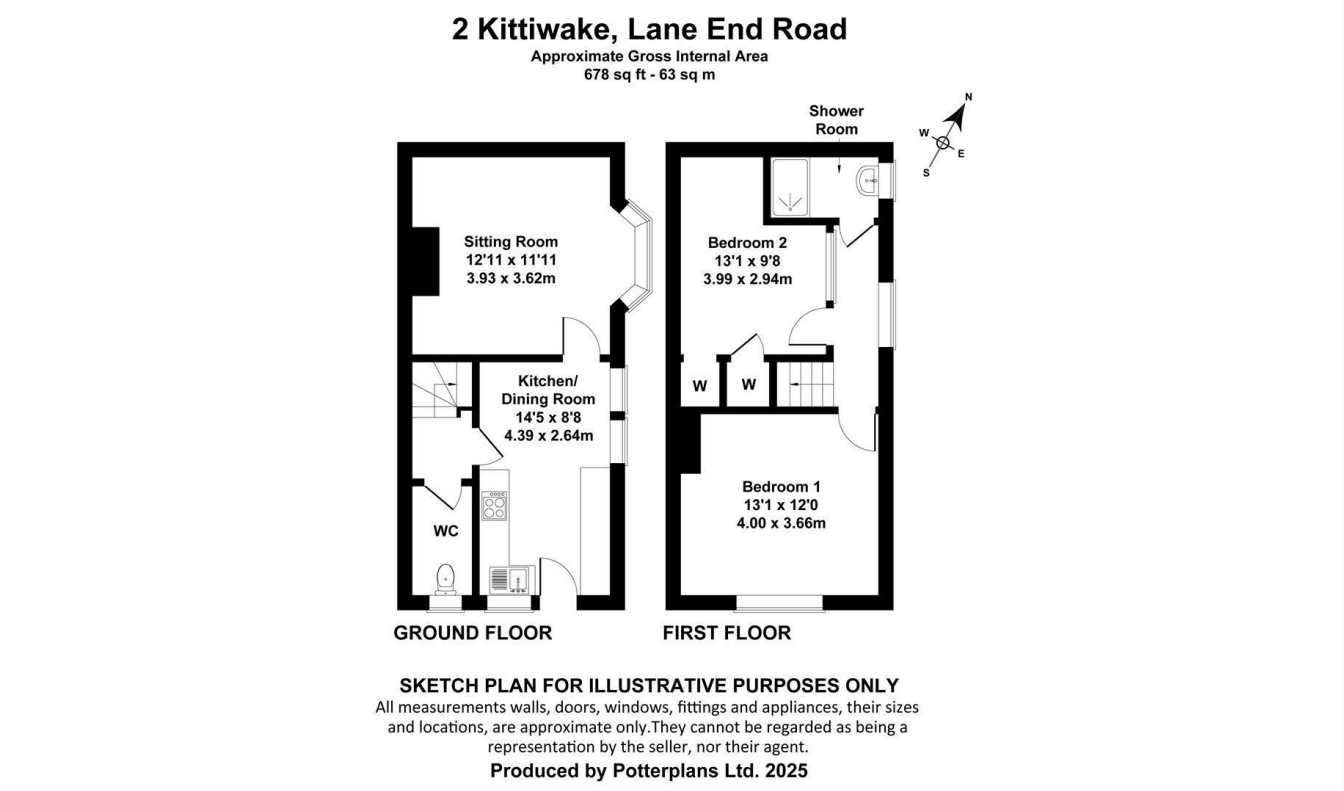 2 Kittiwake, Lane End Road
Approximate Gross Internal Area
678 sq ft - 63 sq m
Shower
Room
N
W
E
S
Sitting Room
12'11 x 11'11
3.93 x 3.62m
Bedroom 2
13'1 x 9'8
3.99 x 2.94m
Kitchen/
Dining Room
14'5 x 8'8
4.39 x 2.64m
W
W
WC
Bedroom 1
13'1 x 12'0
4.00 x 3.66m
GROUND FLOOR
FIRST FLOOR
SKETCH PLAN FOR ILLUSTRATIVE PURPOSES ONLY
All measurements walls, doors, windows, fittings and appliances, their sizes
and locations, are approximate only.They cannot be regarded as being a
representation by the seller, nor their agent.
Produced by Potterplans Ltd. 2025